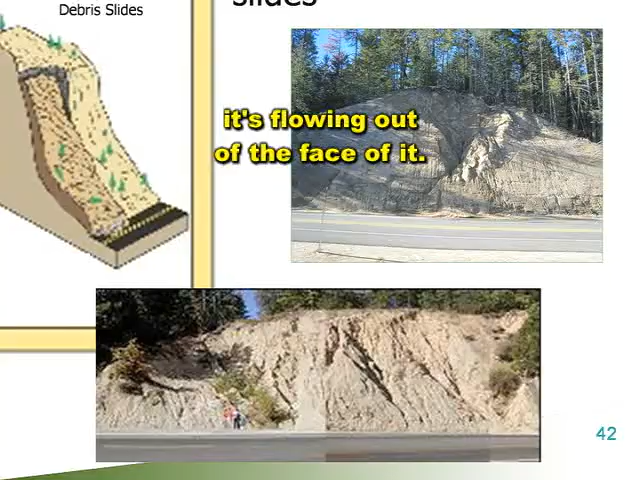 Debris Slides
slides
it's flowing out
of the face of it.
42